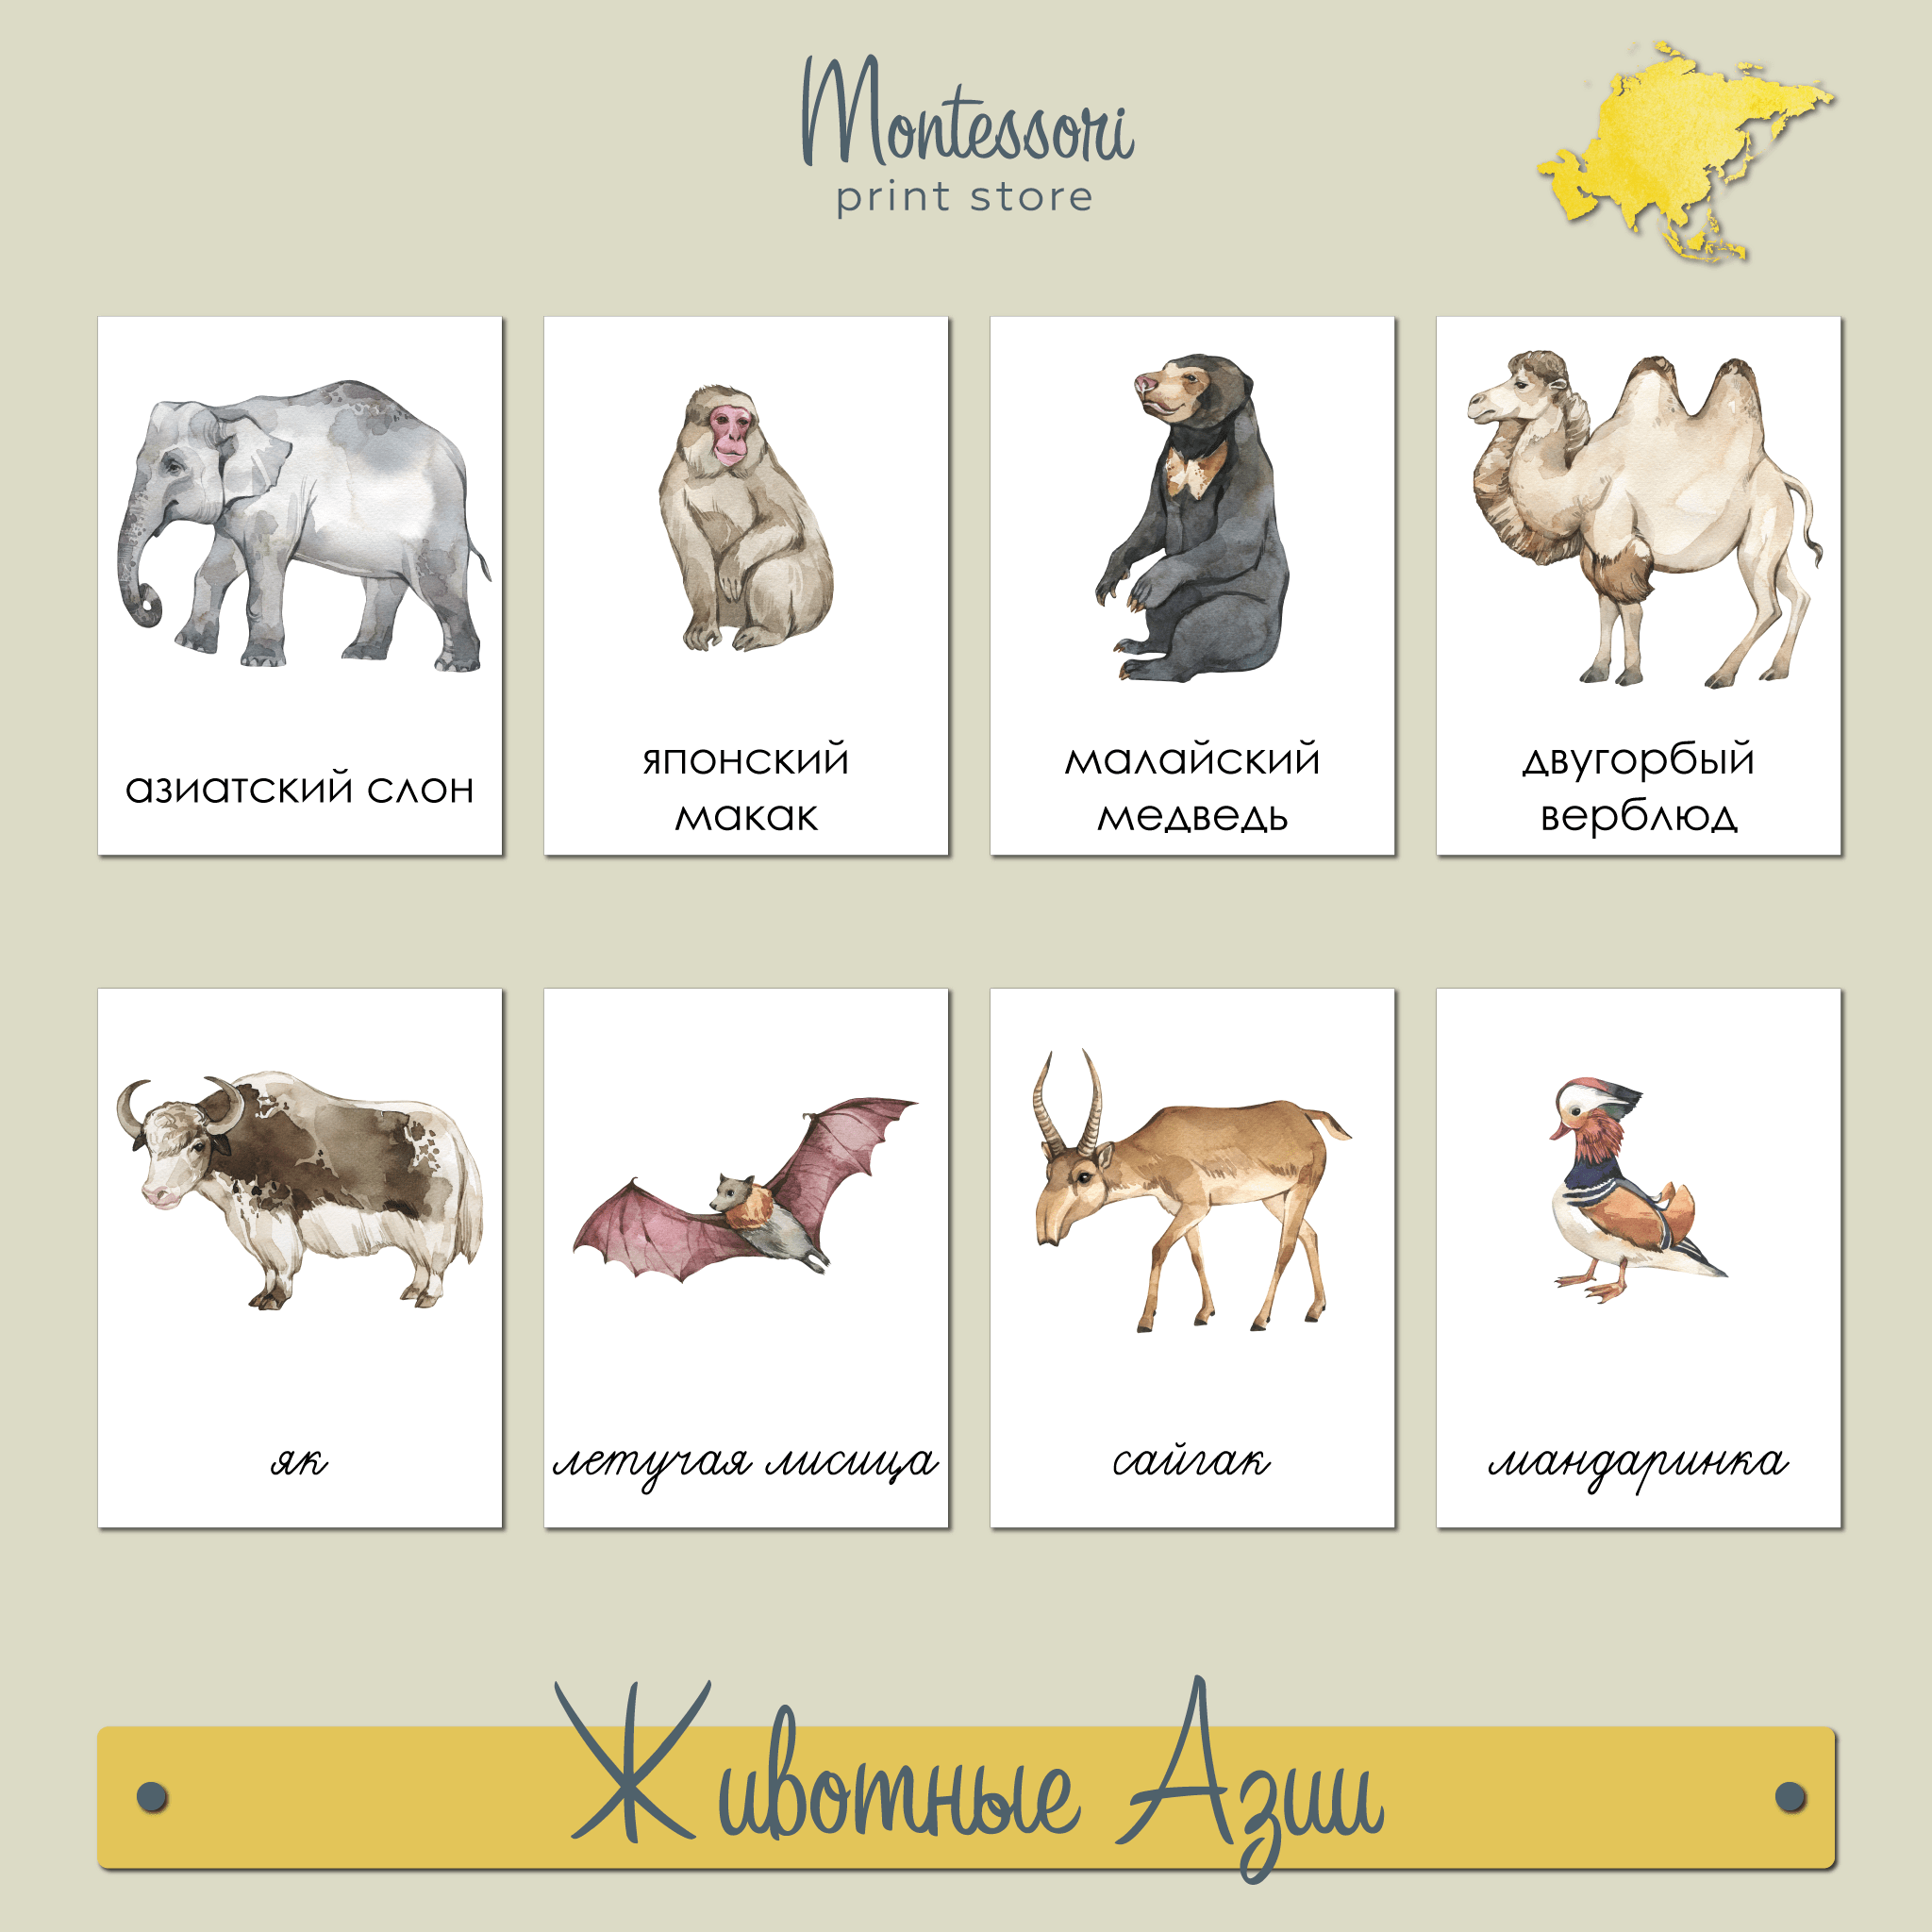 Montessori
print store
азиатский слон
японский
макак
малайский
медведь
двугорбый
верблюд
як
летучая лисица
сайгак
мандаринка
Животные Азии